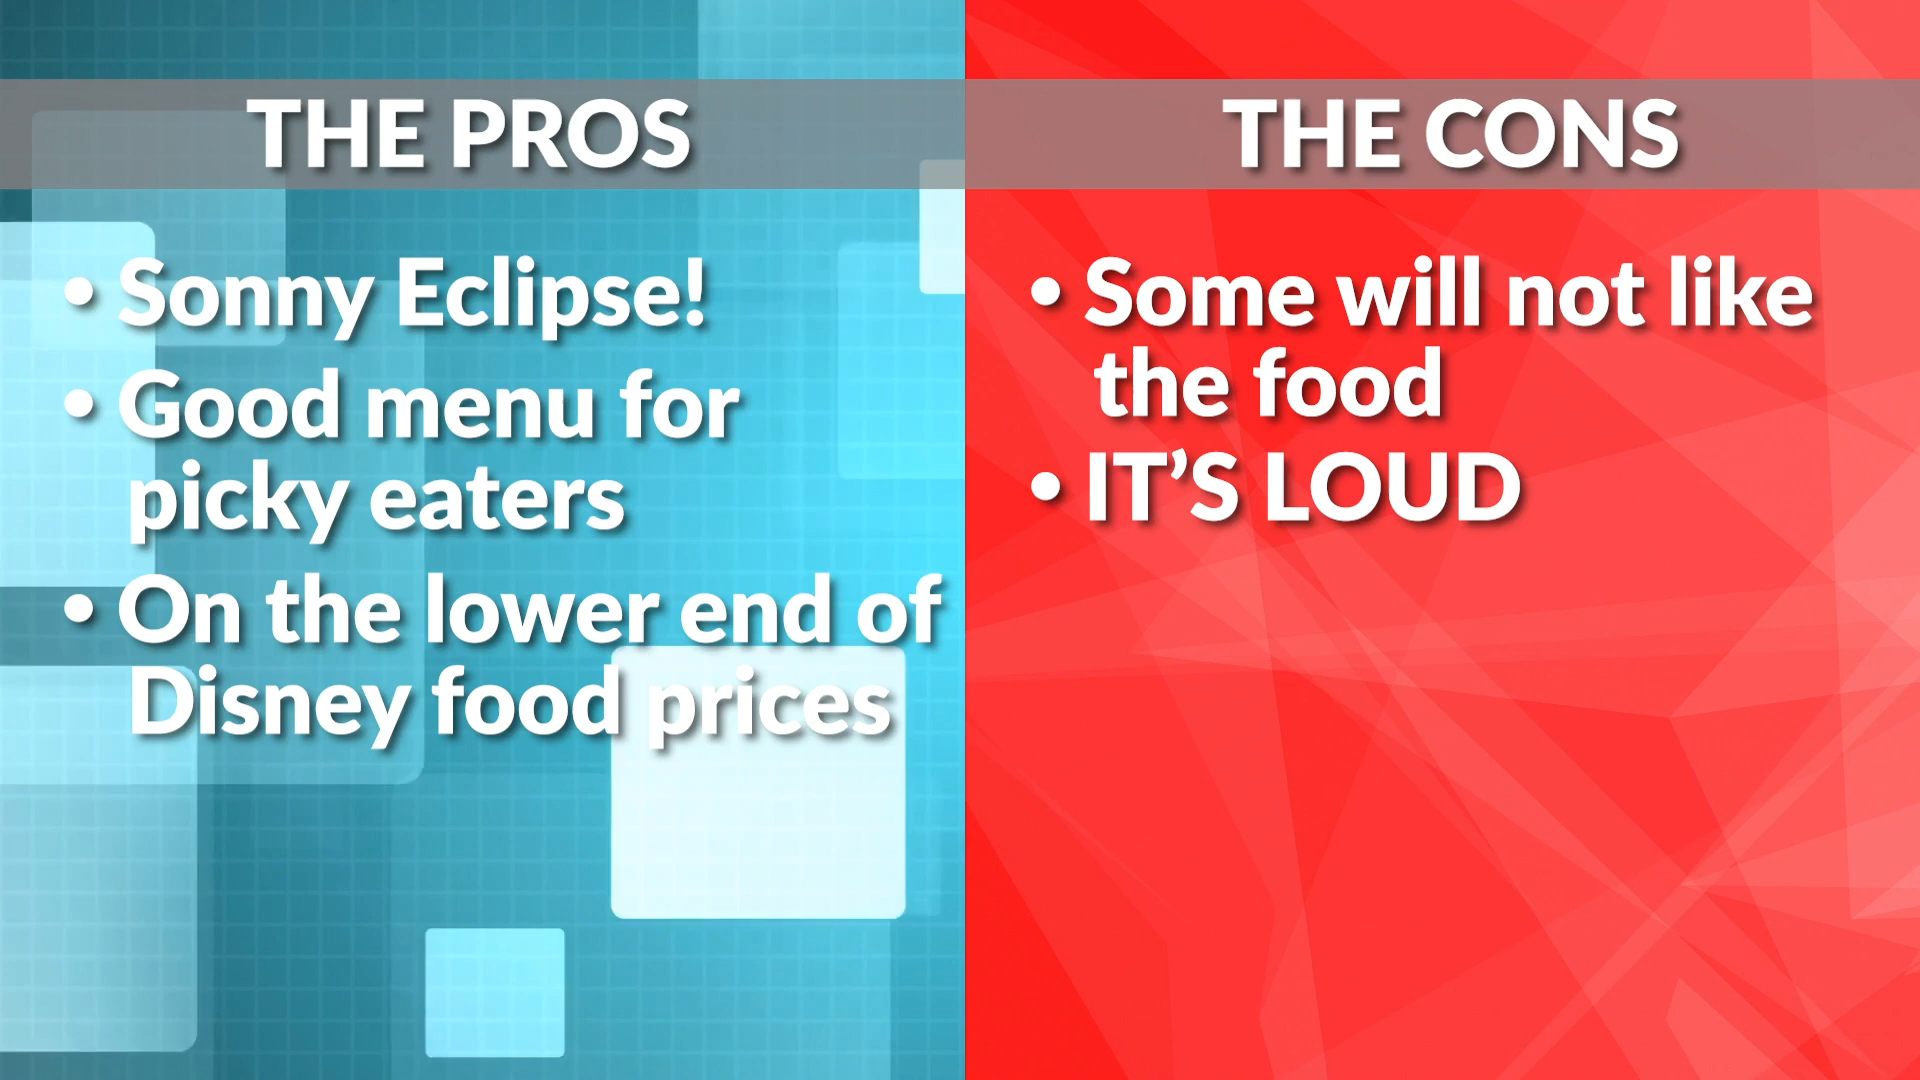 THE PROS
• Sonny Eclipse!
• Good menu for
picky eaters
• On the lower end of
Disney food prices
THE CONS
• Some will not like
the food
• IT’S LOUD